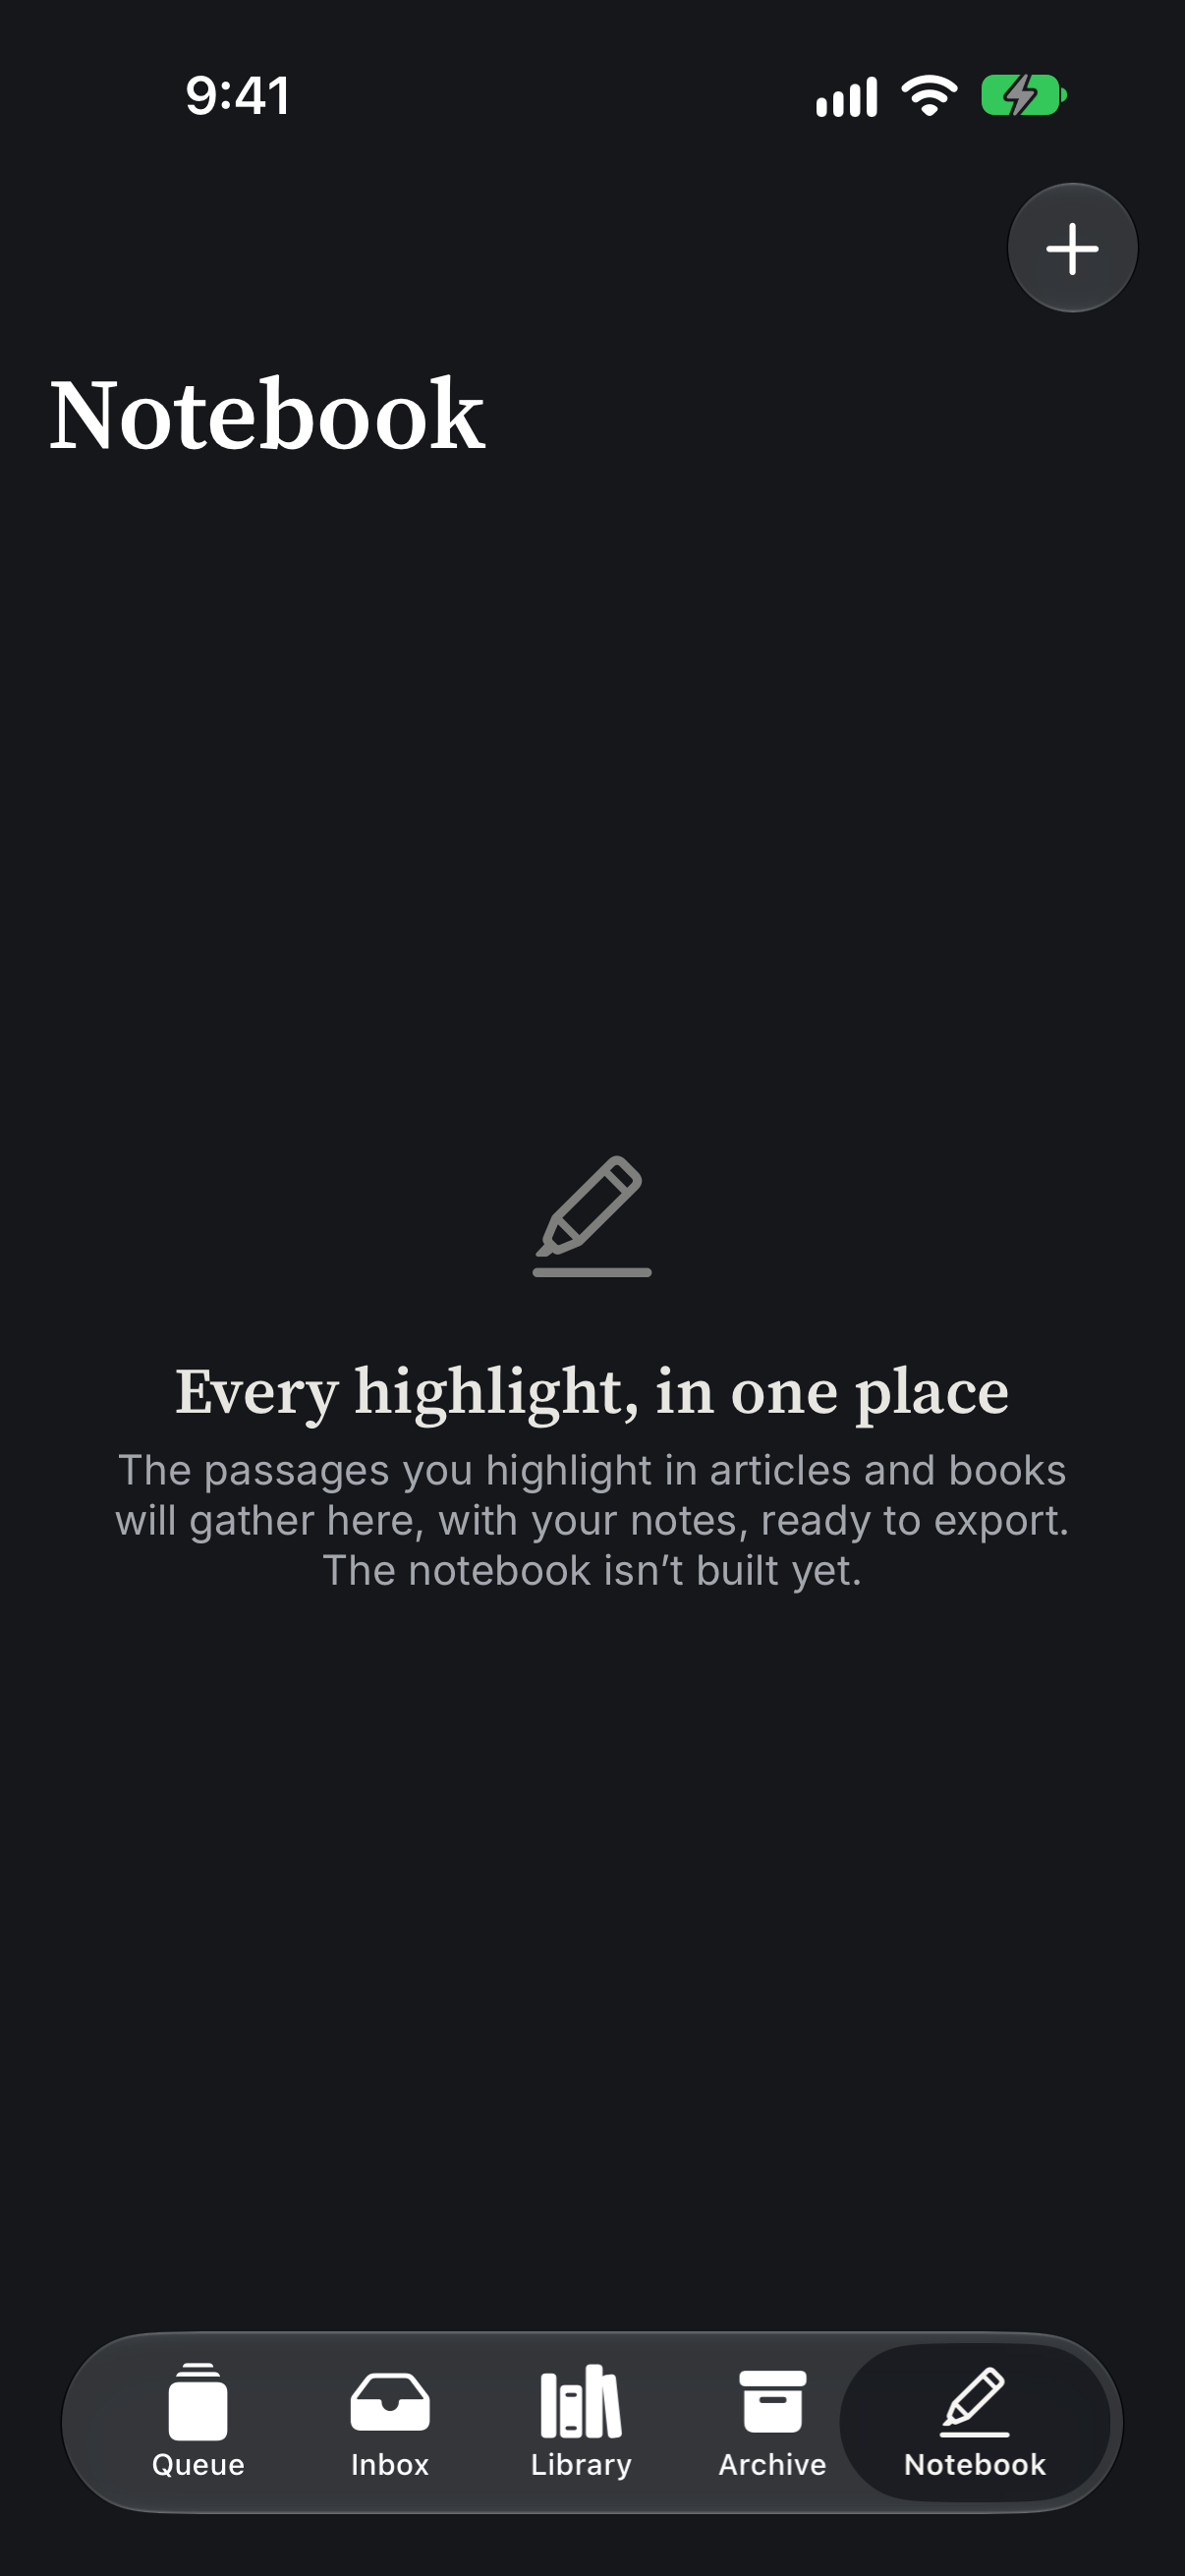 9:41
Notebook
Every highlight, in one place
The passages you highlight in articles and books
will gather here, with your notes, ready to export.
The notebook isn’t built yet.
Queue
Inbox
Library
Archive
Notebook